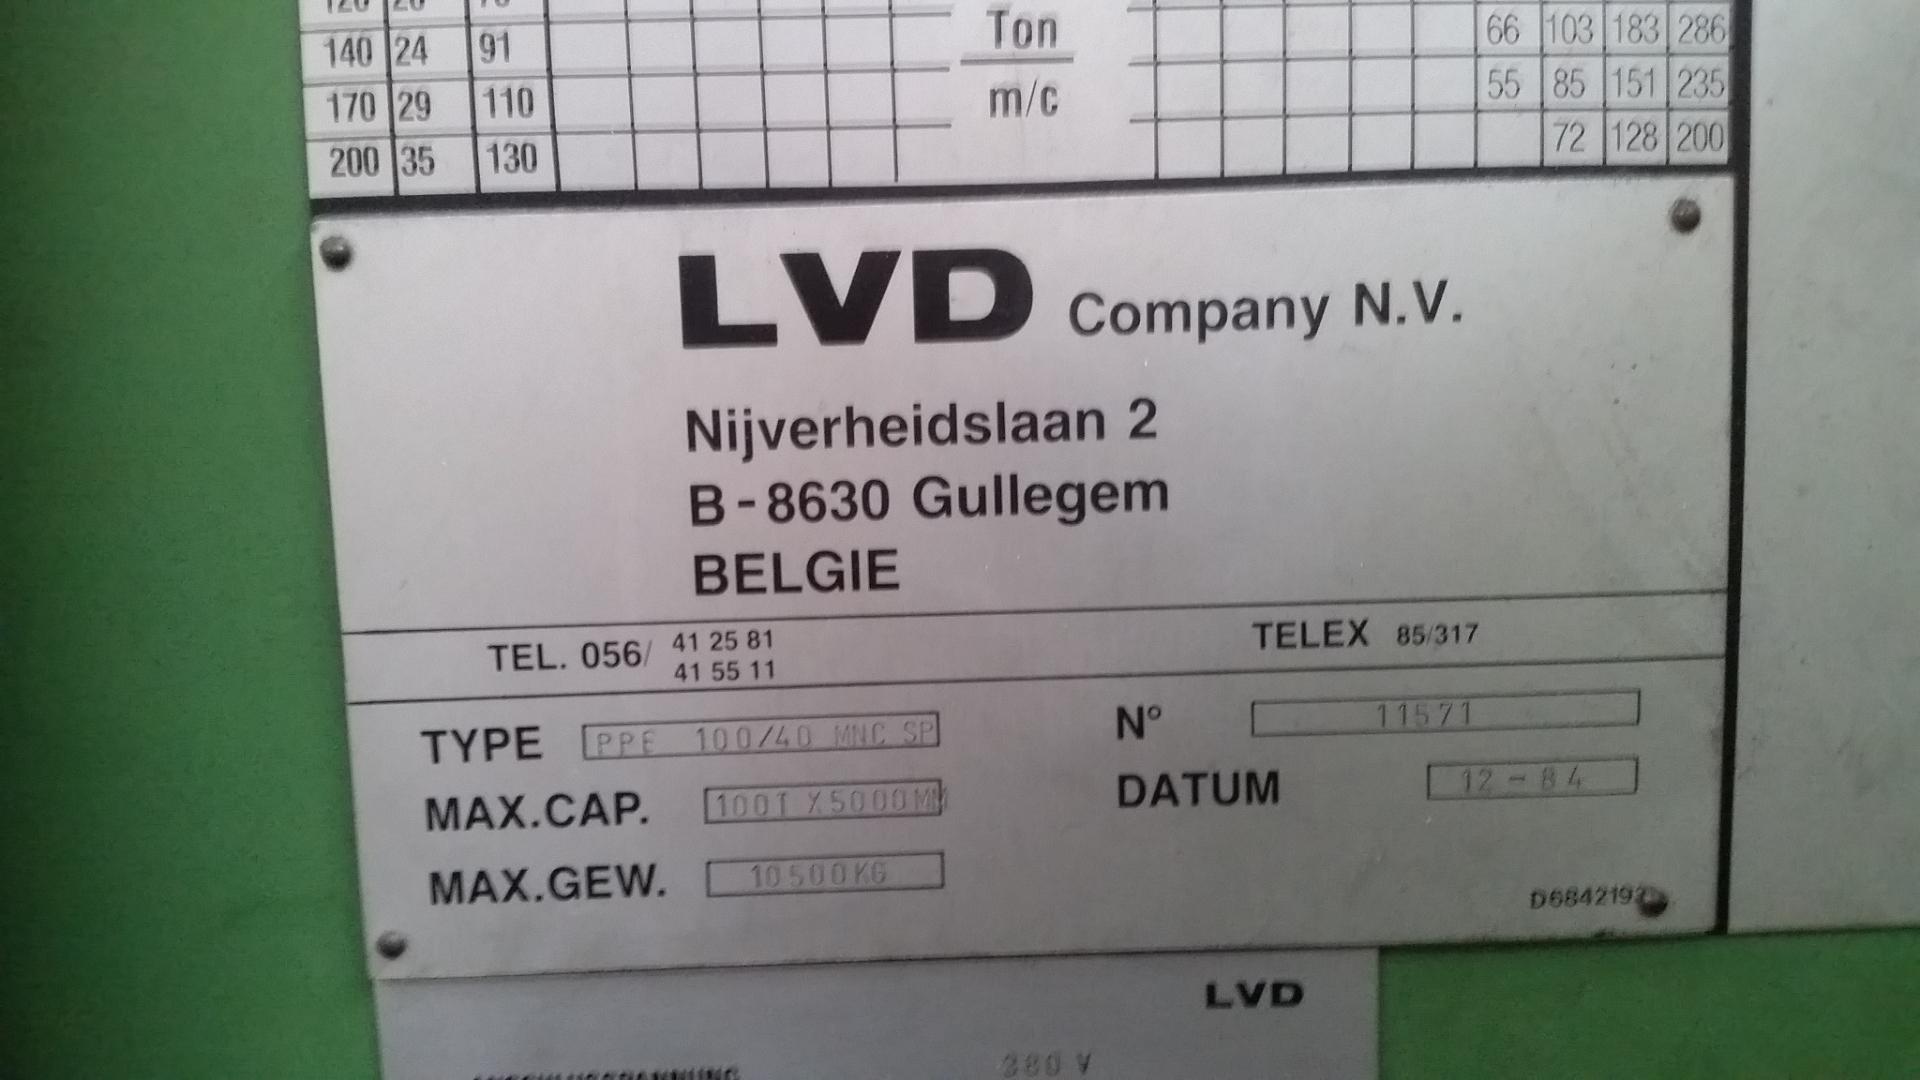 140 24 91
170 29 110
200 35 130
Ton
m/c
66 103 183 286
55 85 151 235
72 128 200
LVD Company N.V.
Nijverheidslaan 2
B-8630 Gullegem
BELGIE
TEL. 056/ 41 25 81
41 55 11
TELEX 85/317
TYPE PPE 100/40 MNC SP
N° 11571
MAX.CAP. 100T X5000MM
DATUM 12-84
MAX.GEW. 10500KG
LVD
380 V